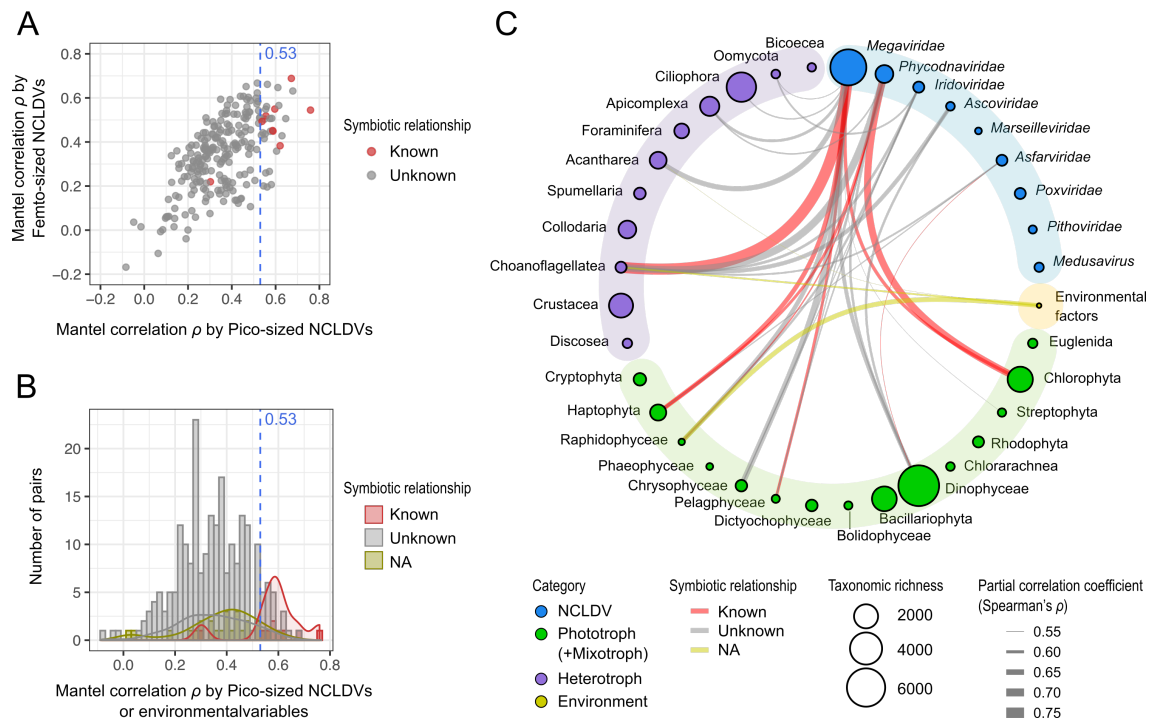 A
Mantel correlation ρ by
Femto-sized NCLDVs
0.8
0.6
0.4
0.2
0.0
−0.2
0.53
−0.2
0.0
0.2
0.4
0.6
0.8
Mantel correlation ρ by Pico-sized NCLDVs
Symbiotic relationship
Known
Unknown
B
Number of pairs
20
15
10
5
0
0.53
0.0
0.2
0.4
0.6
0.8
Mantel correlation ρ by Pico-sized NCLDVs
or environmentalvariables
Symbiotic relationship
Known
Unknown
NA
C
Bicoecea
Oomycota
Ciliophora
Apicomplexa
Foraminifera
Acantharea
Spumellaria
Collodaria
Choanoflagellatea
Crustacea
Discosea
Cryptophyta
Haptophyta
Raphidophyceae
Phaeophyceae
Chrysophyceae
Pelagphyceae
Dictyochophyceae
Bolidophyceae
Bacillariophyta
Dinophyceae
Chlorarachnea
Rhodophyta
Streptophyta
Chlorophyta
Euglenida
Environmental
factors
Medusavirus
Pithoviridae
Poxviridae
Asfarviridae
Marseilleviridae
Ascoviridae
Iridoviridae
Phycodnaviridae
Megaviridae
Category
NCLDV
Phototroph
(+Mixotroph)
Heterotroph
Environment
Symbiotic relationship
Known
Unknown
NA
Taxonomic richness
2000
4000
6000
Partial correlation coefficient
(Spearman's ρ)
0.55
0.60
0.65
0.70
0.75